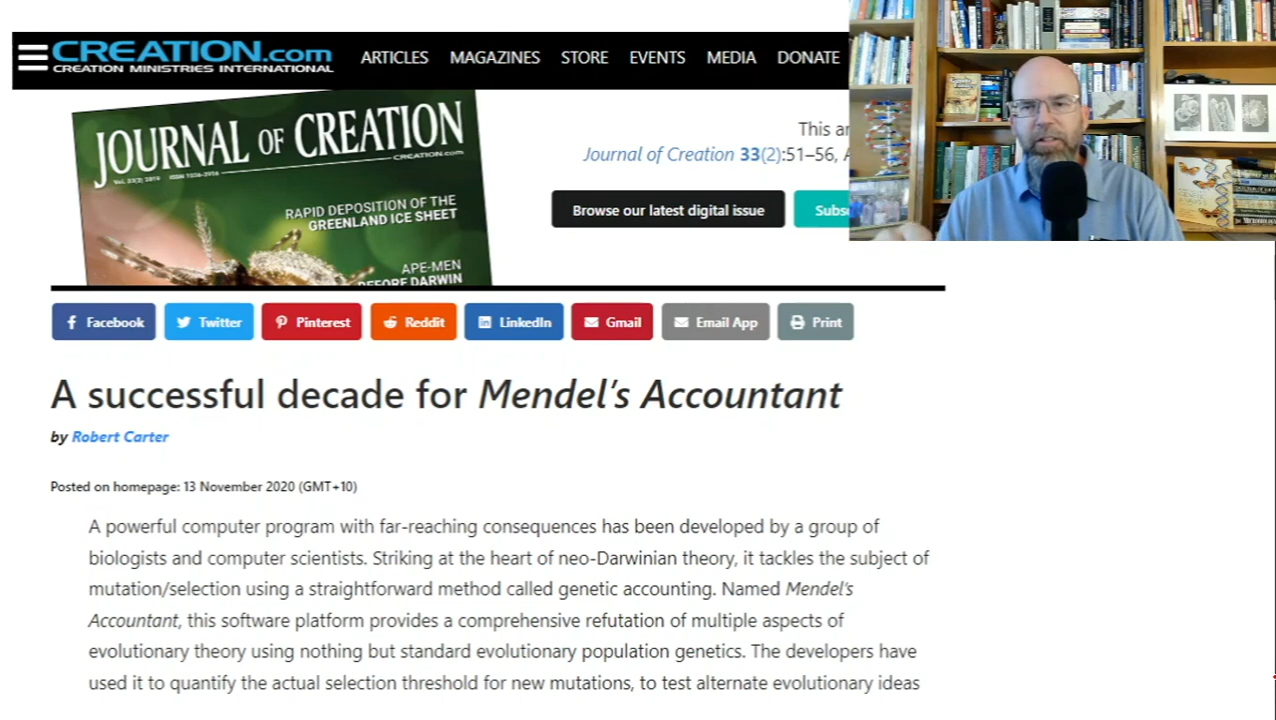 CREATION.com
CREATION MINISTRIES INTERNATIONAL
ARTICLES MAGAZINES STORE EVENTS MEDIA DONATE
JOURNAL OF CREATION
CREATION.com
RAPID DEPOSITION OF THE
GREENLAND ICE SHEET
APE-MEN
BEFORE DARWIN
This
Journal of Creation 33(2):51–56,
Browse our latest digital issue
Facebook Twitter Pinterest Reddit LinkedIn Gmail Email App Print
A successful decade for Mendel's Accountant
by Robert Carter
Posted on homepage: 13 November 2020 (GMT+10)
A powerful computer program with far-reaching consequences has been developed by a group of
biologists and computer scientists. Striking at the heart of neo-Darwinian theory, it tackles the subject of
mutation/selection using a straightforward method called genetic accounting. Named Mendel's
Accountant, this software platform provides a comprehensive refutation of multiple aspects of
evolutionary theory using nothing but standard evolutionary population genetics. The developers have
used it to quantify the actual selection threshold for new mutations, to test alternate evolutionary ideas